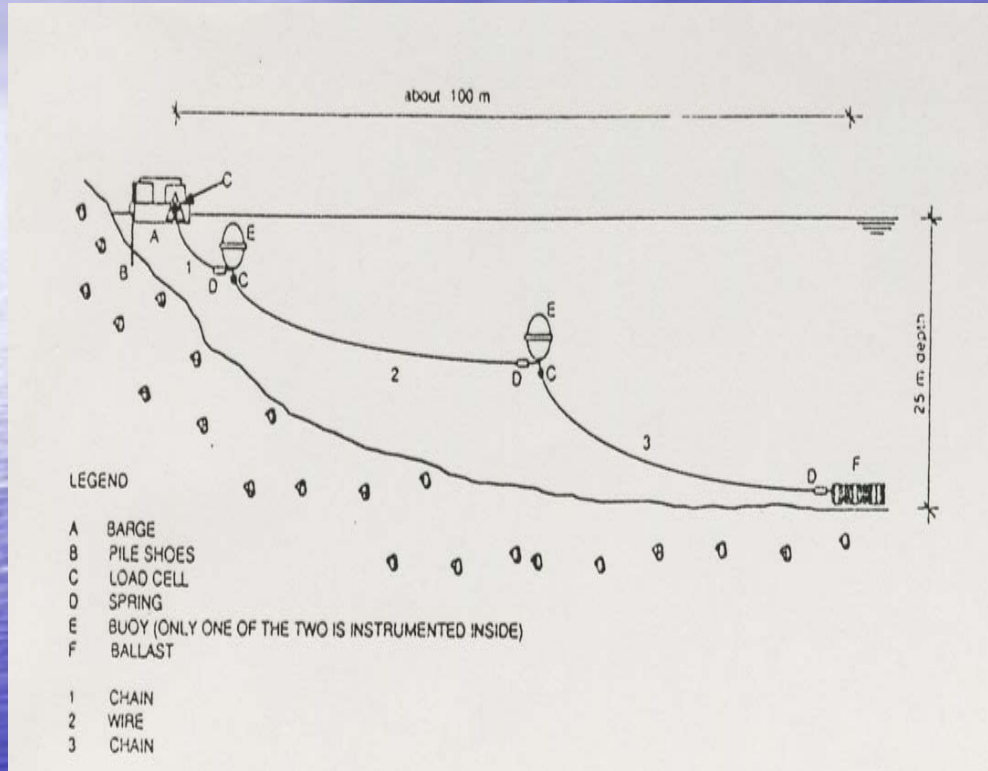 about 100 m
C
E
A
1
B
D
C
E
2
D
C
25 m depth
3
D
F
LEGEND
A BARGE
B PILE SHOES
C LOAD CELL
D SPRING
E BUOY (ONLY ONE OF THE TWO IS INSTRUMENTED INSIDE)
F BALLAST
1 CHAIN
2 WIRE
3 CHAIN